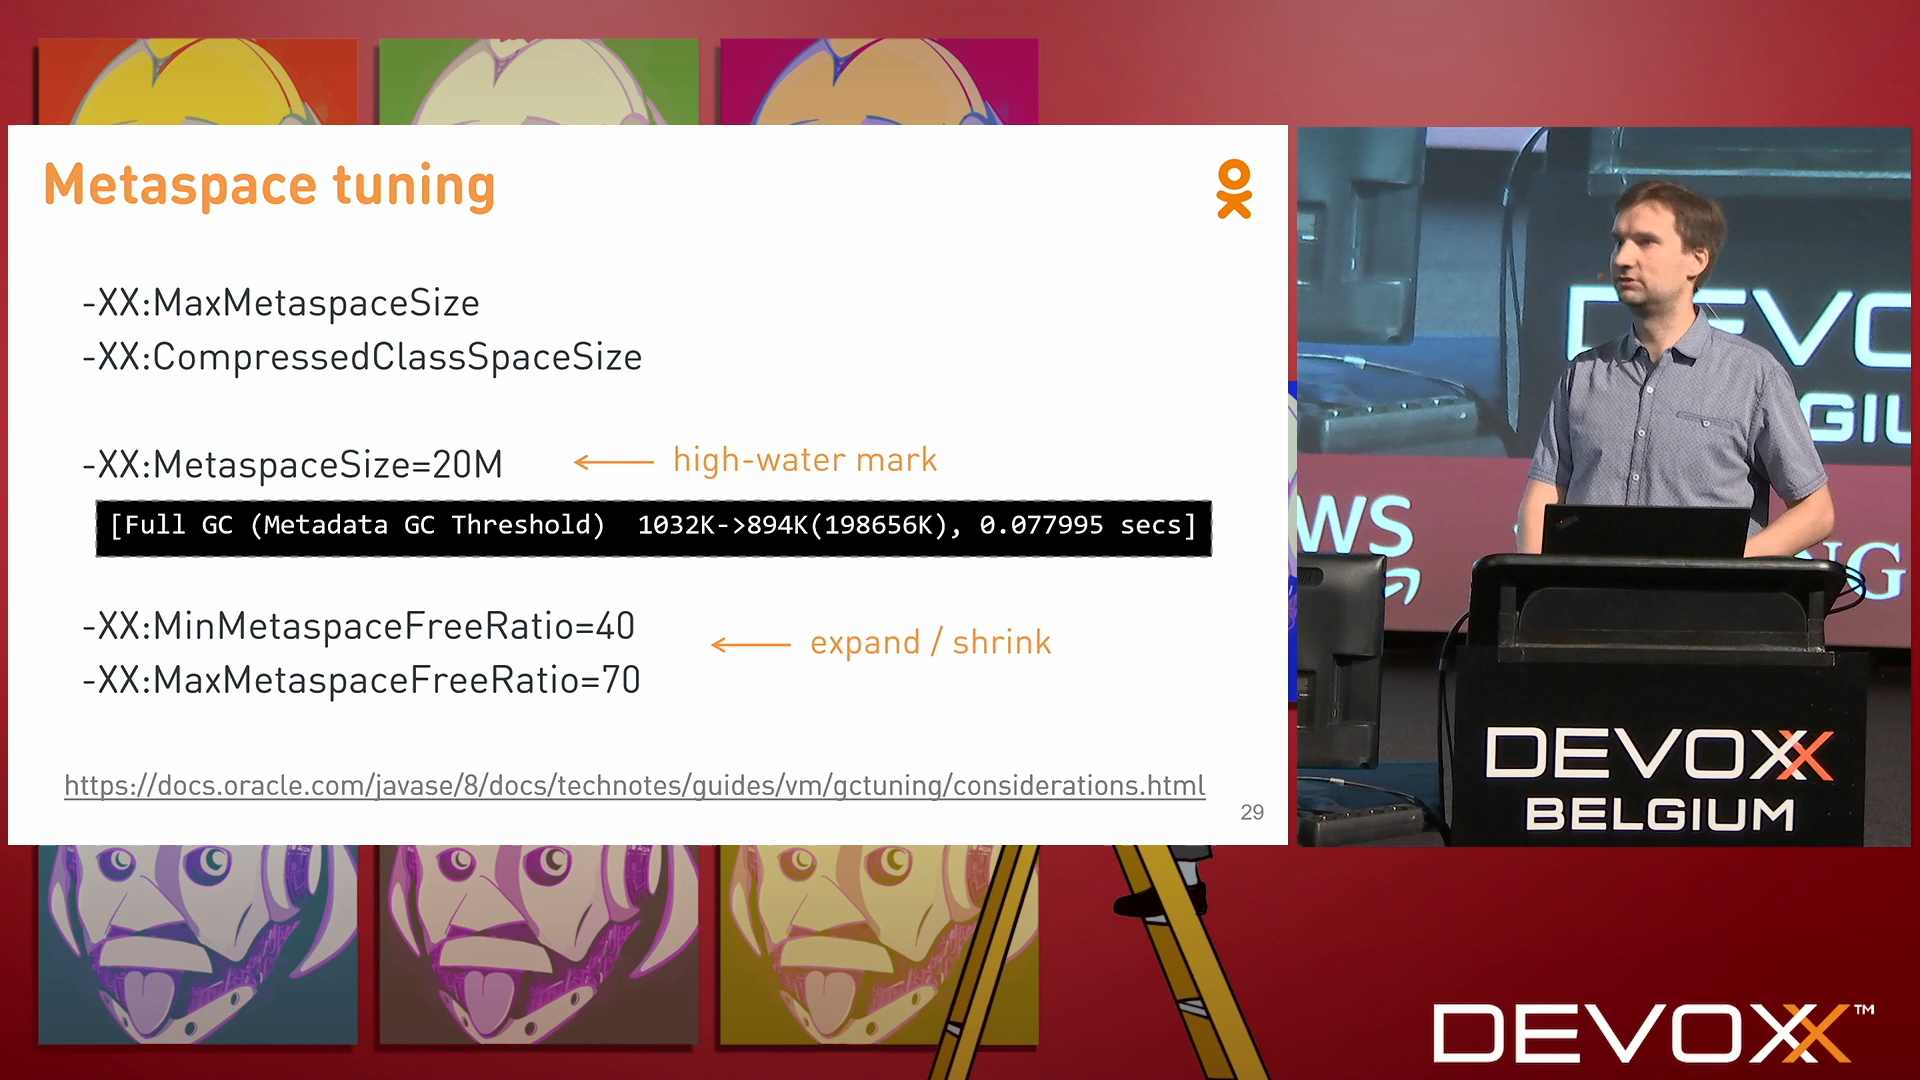 Metaspace tuning
-XX:MaxMetaspaceSize
-XX:CompressedClassSpaceSize
-XX:MetaspaceSize=20M
high-water mark
[Full GC (Metadata GC Threshold)  1032K->894K(198656K), 0.077995 secs]
-XX:MinMetaspaceFreeRatio=40
-XX:MaxMetaspaceFreeRatio=70
expand / shrink
https://docs.oracle.com/javase/8/docs/technotes/guides/vm/gctuning/considerations.html
29
DEVOXX
BELGIUM
DEVOXX™